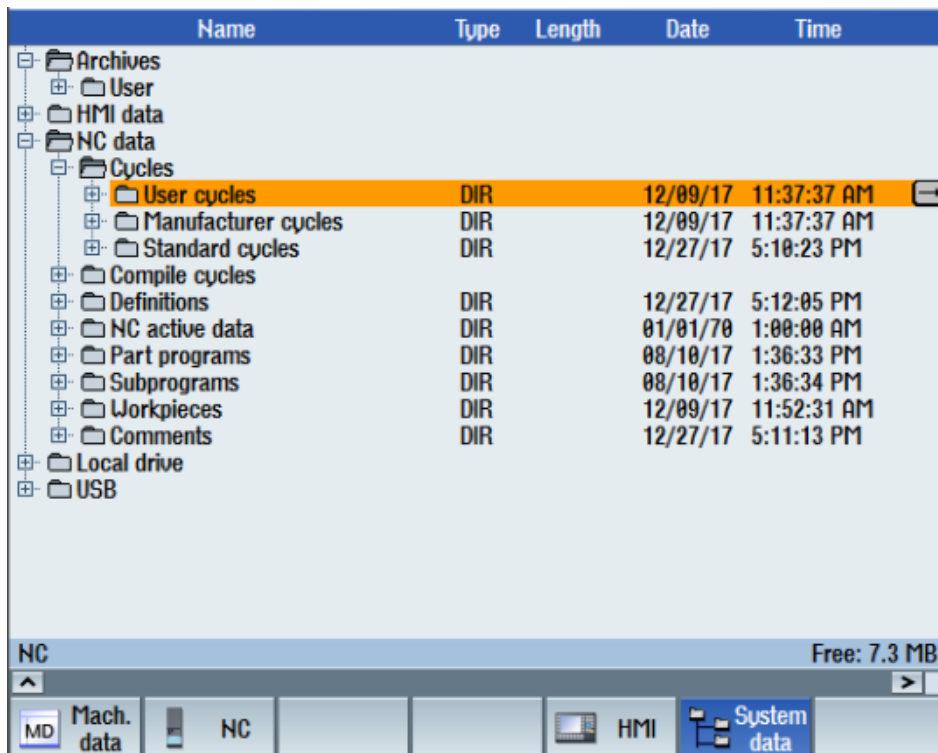 Name Type Length Date Time
Archives
User
HMI data
NC data
Cycles
User cycles DIR 12/09/17 11:37:37 AM
Manufacturer cycles DIR 12/09/17 11:37:37 AM
Standard cycles DIR 12/27/17 5:10:23 PM
Compile cycles
Definitions DIR 12/27/17 5:12:05 PM
NC active data DIR 01/01/70 1:00:00 AM
Part programs DIR 08/10/17 1:36:33 PM
Subprograms DIR 08/10/17 1:36:34 PM
Workpieces DIR 12/09/17 11:52:31 AM
Comments DIR 12/27/17 5:11:13 PM
Local drive
USB
NC Free: 7.3 MB
MD Mach. data NC HMI System data